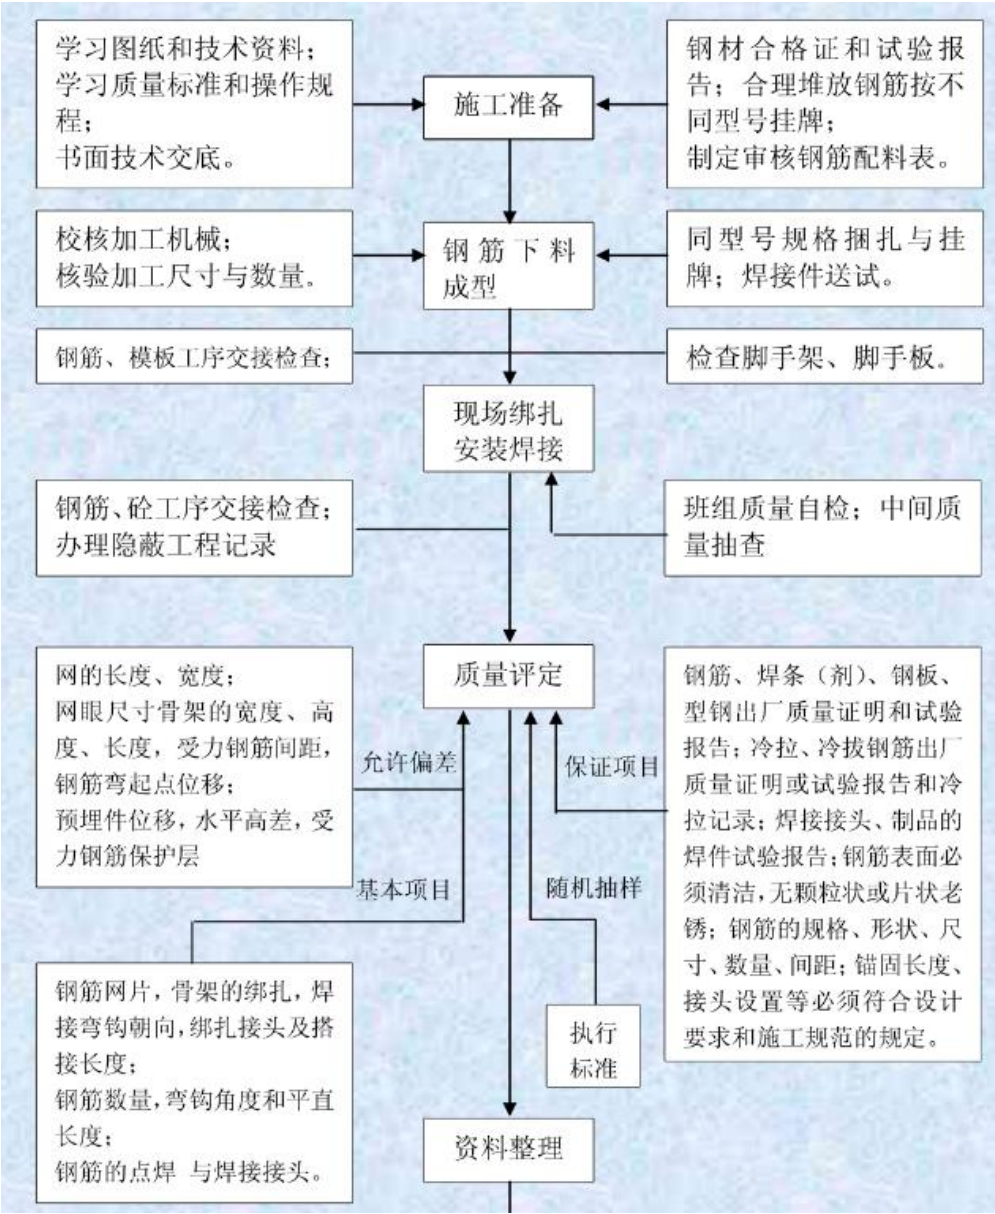 学习图纸和技术资料；
学习质量标准和操作规
程；
书面技术交底。
施工准备
钢材合格证和试验报
告；合理堆放钢筋按不
同型号挂牌；
制定审核钢筋配料表。
校核加工机械；
核验加工尺寸与数量。
钢筋下料
成型
同型号规格捆扎与挂
牌；焊接件送试。
钢筋、模板工序交接检查；
检查脚手架、脚手板。
现场绑扎
安装焊接
钢筋、砼工序交接检查；
办理隐蔽工程记录
班组质量自检；中间质
量抽查
质量评定
网的长度、宽度；
网眼尺寸骨架的宽度、高
度、长度，受力钢筋间距，
钢筋弯起点位移；
预埋件位移，水平高差，受
力钢筋保护层
允许偏差
保证项目
钢筋、焊条（剂）、钢板、
型钢出厂质量证明和试验
报告；冷拉、冷拔钢筋出厂
质量证明或试验报告和冷
拉记录；焊接接头、制品的
焊件试验报告；钢筋表面必
须清洁，无颗粒状或片状老
锈；钢筋的规格、形状、尺
寸、数量、间距；锚固长度、
接头设置等必须符合设计
要求和施工规范的规定。
基本项目
随机抽样
钢筋网片，骨架的绑扎，焊
接弯钩朝向，绑扎接头及搭
接长度；
钢筋数量，弯钩角度和平直
长度；
钢筋的点焊 与焊接接头。
执行
标准
资料整理